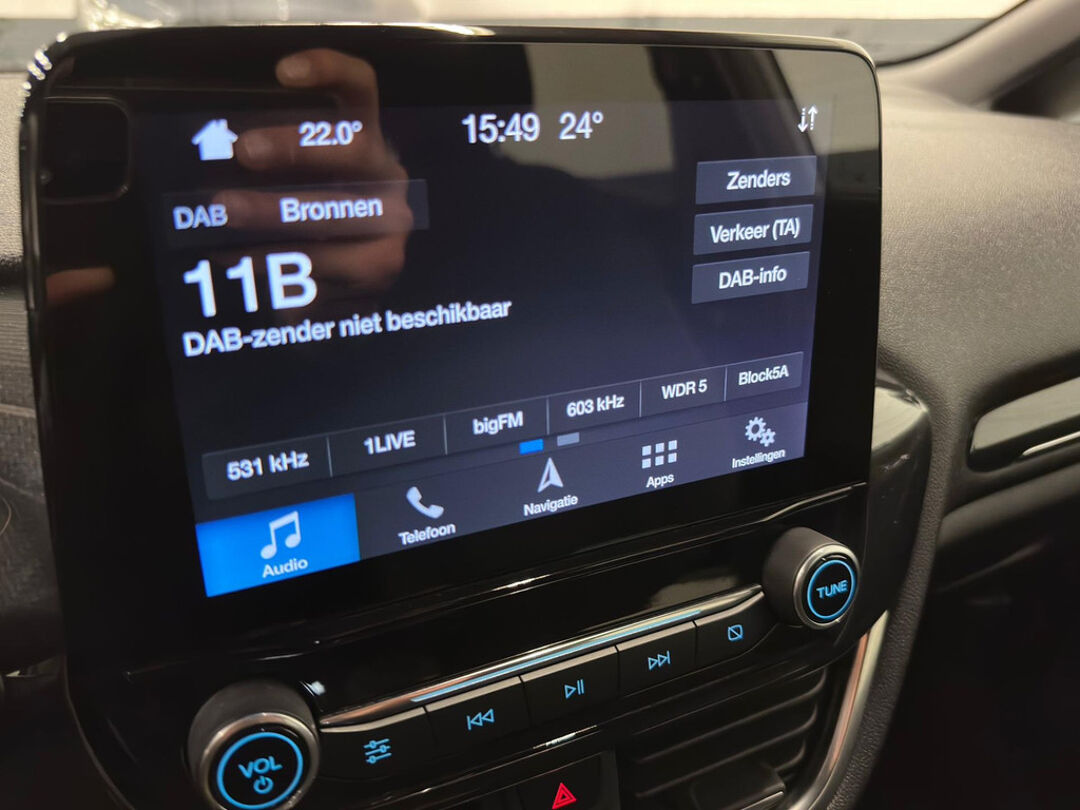 22.0° 15:49 24°
DAB Bronnen
Zenders
11B
Verkeer (TA)
DAB-zender niet beschikbaar
DAB-info
531 kHz 1LIVE bigFM 603 kHz WDR 5 Block5A
Audio Telefoon Navigatie Apps Instellingen
TUNE
VOL